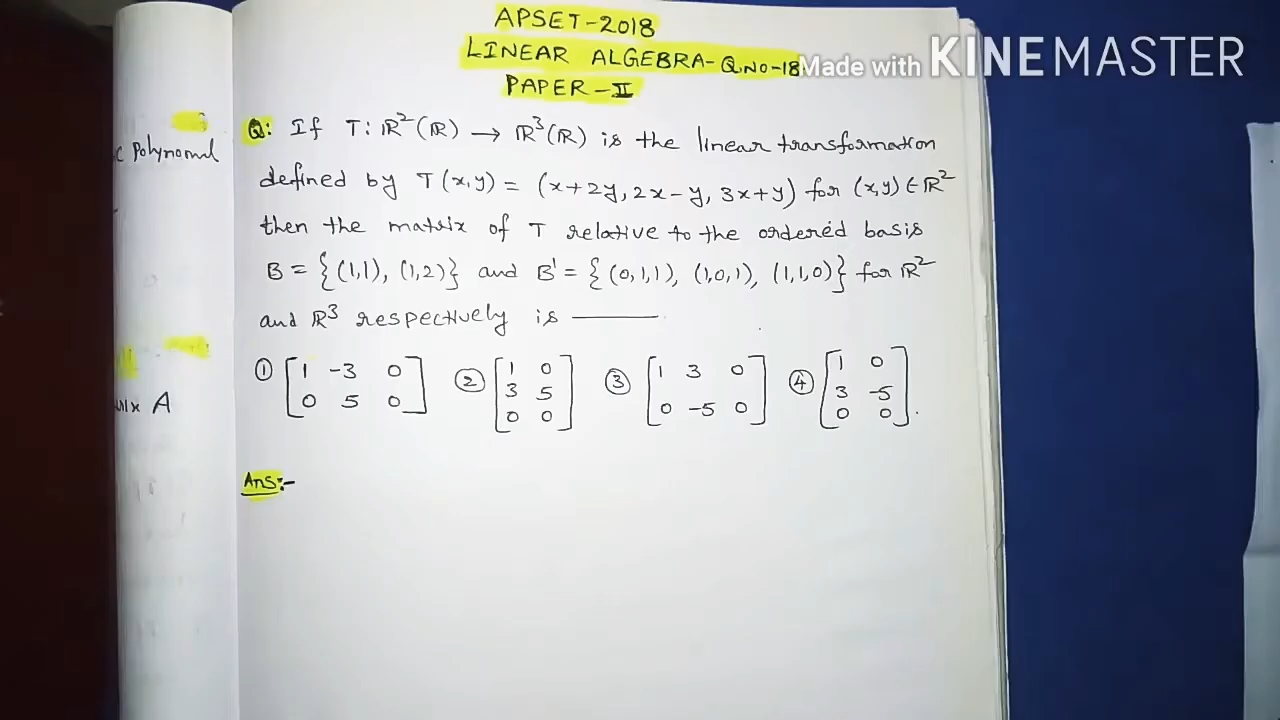 APSET-2018
LINEAR ALGEBRA-Q.NO-18
Made with KINEMASTER
PAPER-II
Q: If T: ℝ²(ℝ) → ℝ³(ℝ) is the linear transformation
defined by T(x,y) = (x+2y, 2x-y, 3x+y) for (x,y) ∈ ℝ²
then the matrix of T relative to the ordered basis
B = {(1,1), (1,2)} and B' = {(0,1,1), (1,0,1), (1,1,0)} for ℝ²
and ℝ³ respectively is ———
① [1 -3 0
0 5 0]
② [1 0
3 5
0 0]
③ [1 3 0
0 -5 0]
④ [1 0
3 -5
0 0].
Ans:-
Polynomal
A